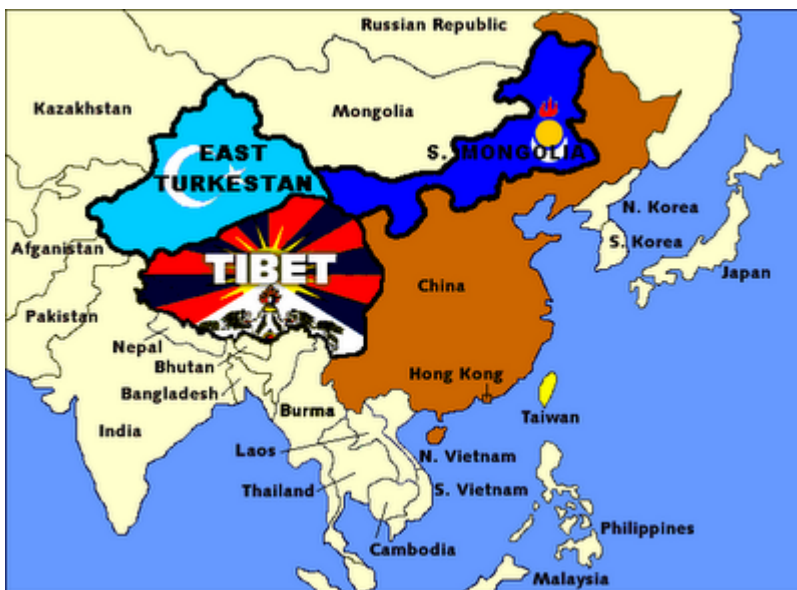 Russian Republic
Kazakhstan
Mongolia
EAST
TURKESTAN
S. MONGOLIA
N. Korea
S. Korea
Japan
Afganistan
TIBET
China
Pakistan
Nepal
Bhutan
Bangladesh
Hong Kong
Burma
Taiwan
India
Laos
N. Vietnam
Thailand
S. Vietnam
Philippines
Cambodia
Malaysia